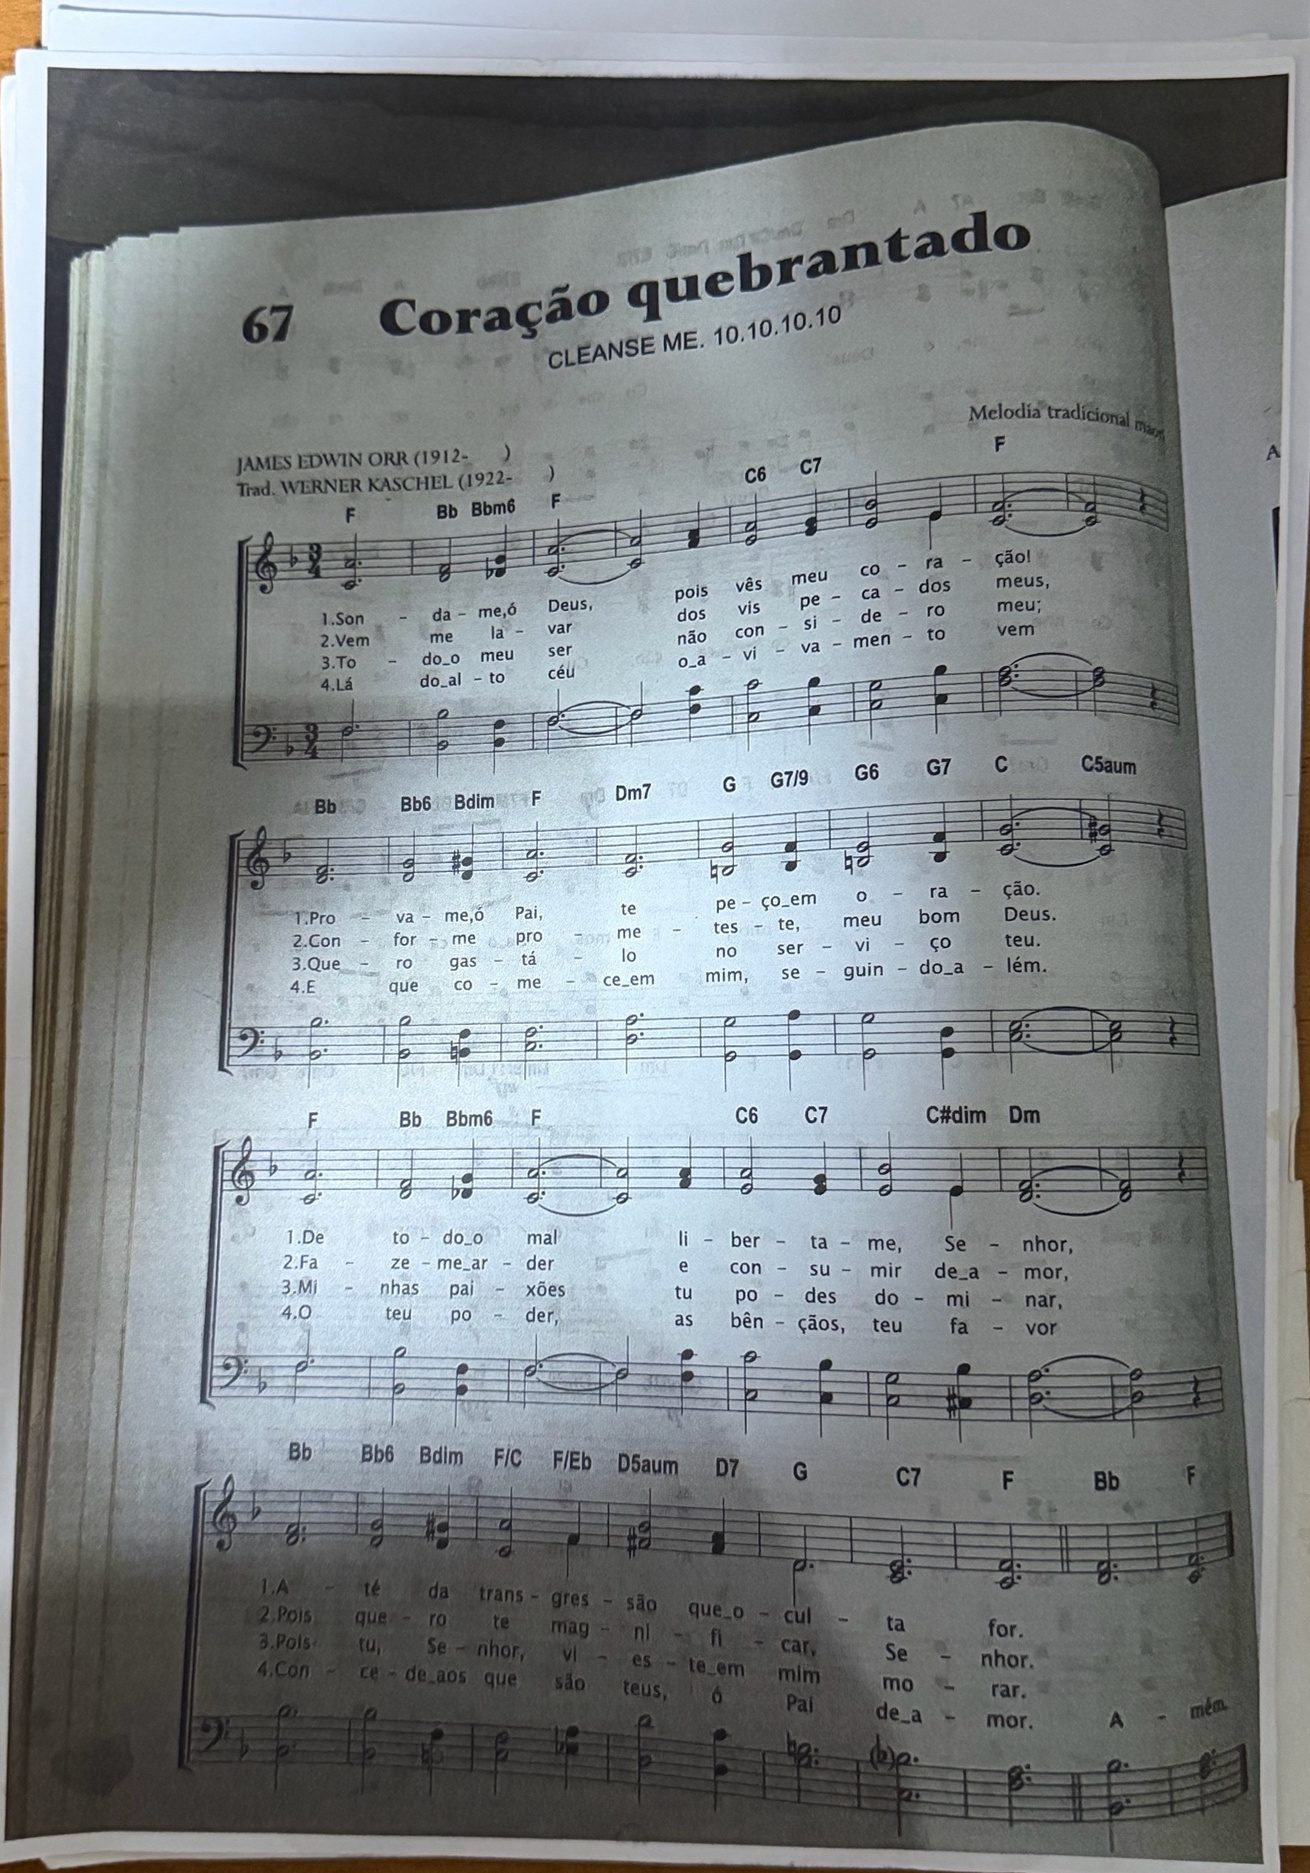 67 Coração quebrantado
CLEANSE ME. 10.10.10.10
Melodia tradicional
JAMES EDWIN ORR (1912- )
Trad. WERNER KASCHEL (1922- )
F Bb Bbm6 F C6 C7 F
1.Son - da - me,ó Deus, pois vês meu co - ra - ção!
2.Vem me la - var dos vis pe - ca - dos meus,
3.To - do_o meu ser não con - si - de - ro meu;
4.Lá do_al - to céu o_a - vi - va - men - to vem
Bb Bb6 Bdim F Dm7 G G7/9 G6 G7 C C5aum
1.Pro - va - me,ó Pai, te pe - ço_em o - ra - ção.
2.Con - for - me pro - me - tes - te, meu bom Deus.
3.Que - ro gas - tá - lo no ser - vi - ço teu.
4.E que co - me - ce_em mim, se - guin - do_a - lém.
F Bb Bbm6 F C6 C7 C#dim Dm
1.De to - do_o mal li - ber - ta - me, Se - nhor,
2.Fa - ze - me_ar - der e con - su - mir de_a - mor,
3.Mi - nhas pai - xões tu po - des do - mi - nar,
4.O teu po - der, as bên - çãos, teu fa - vor
Bb Bb6 Bdim F/C F/Eb D5aum D7 G C7 F Bb F
1.A - té da trans - gres - são que_o - cul - ta for.
2.Pois que - ro te mag - ni - fi - car, Se - nhor.
3.Pois tu, Se - nhor, vi - es - te_em mim mo - rar.
4.Con - ce - de_aos que são teus, ó Pai de_a - mor. A - mém.